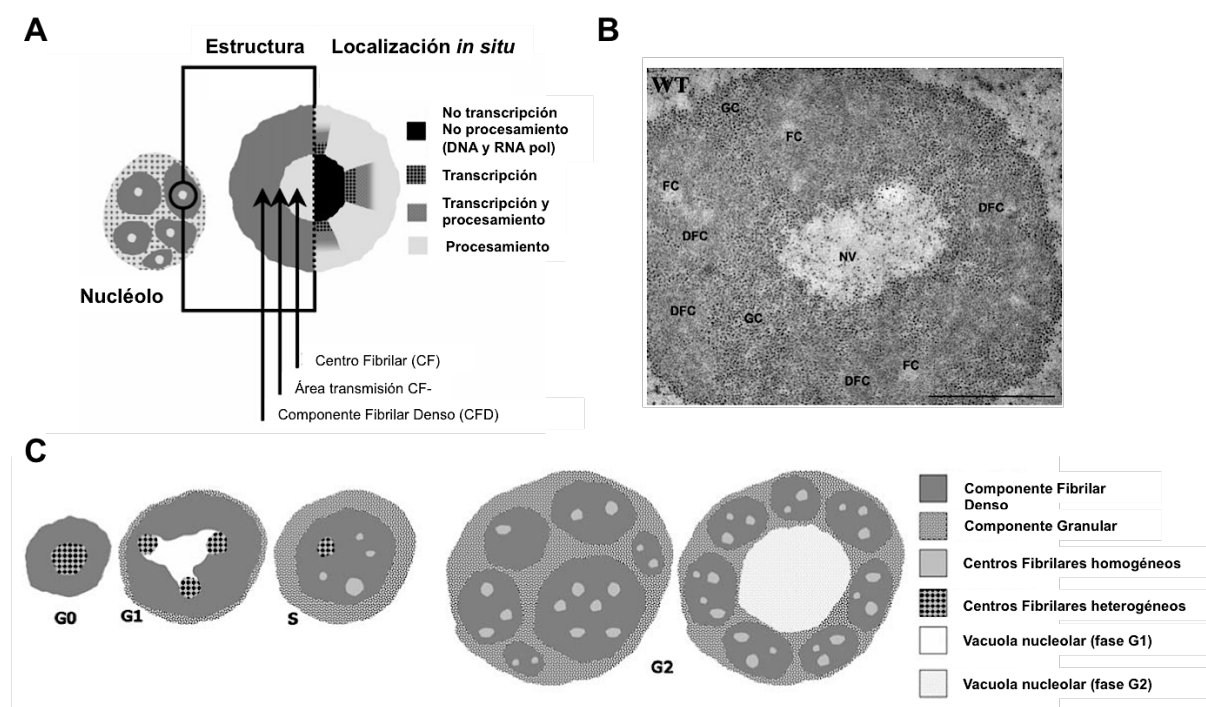 A
Estructura
Localización in situ
No transcripción
No procesamiento
(DNA y RNA pol)
Transcripción
Transcripción y
procesamiento
Procesamiento
Nucléolo
Centro Fibrilar (CF)
Área transmisión CF-
Componente Fibrilar Denso (CFD)
B
WT
GC
FC
FC
DFC
DFC
NV
DFC
GC
FC
DFC
C
G0
G1
S
G2
Componente Fibrilar
Denso
Componente Granular
Centros Fibrilares homogéneos
Centros Fibrilares heterogéneos
Vacuola nucleolar (fase G1)
Vacuola nucleolar (fase G2)